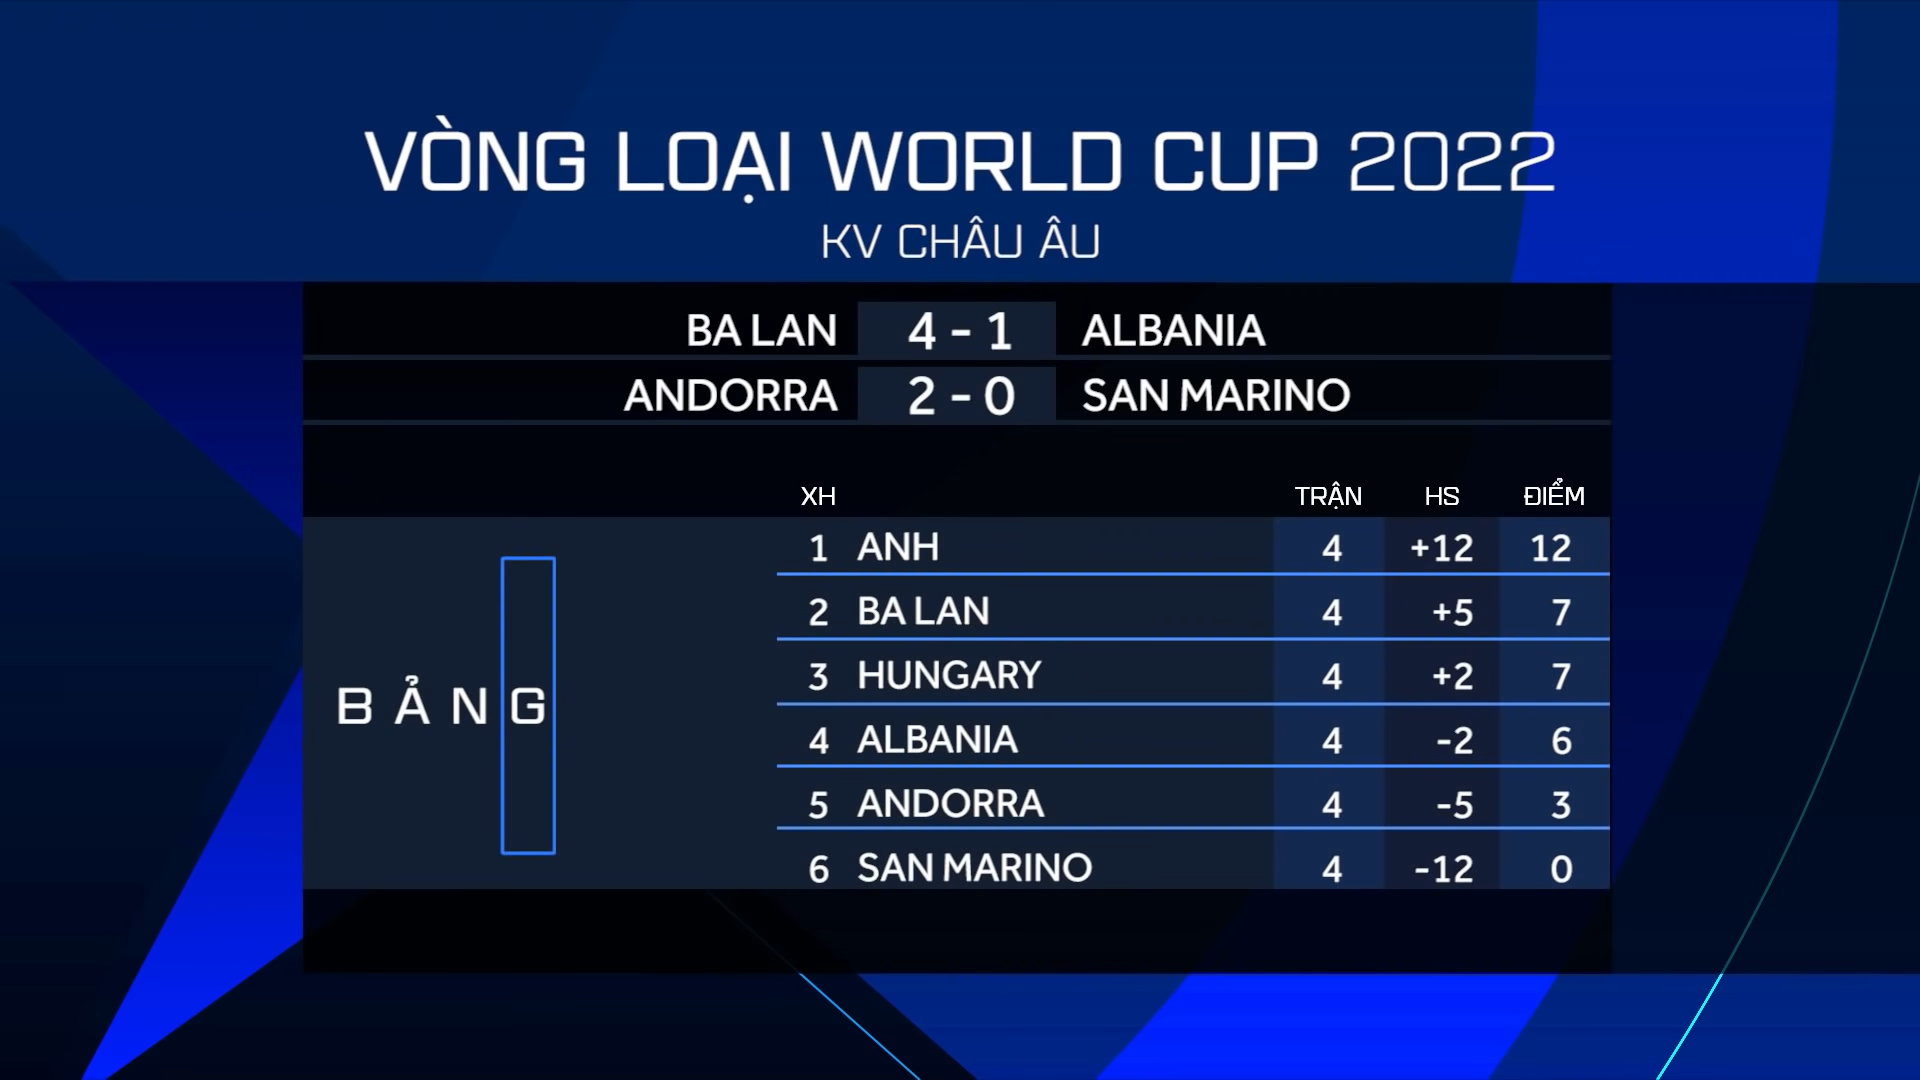 VÒNG LOẠI WORLD CUP 2022
KV CHÂU ÂU
BA LAN 4 - 1 ALBANIA
ANDORRA 2 - 0 SAN MARINO
XH TRẬN HS ĐIỂM
BẢNG
1 ANH 4 +12 12
2 BA LAN 4 +5 7
3 HUNGARY 4 +2 7
4 ALBANIA 4 -2 6
5 ANDORRA 4 -5 3
6 SAN MARINO 4 -12 0